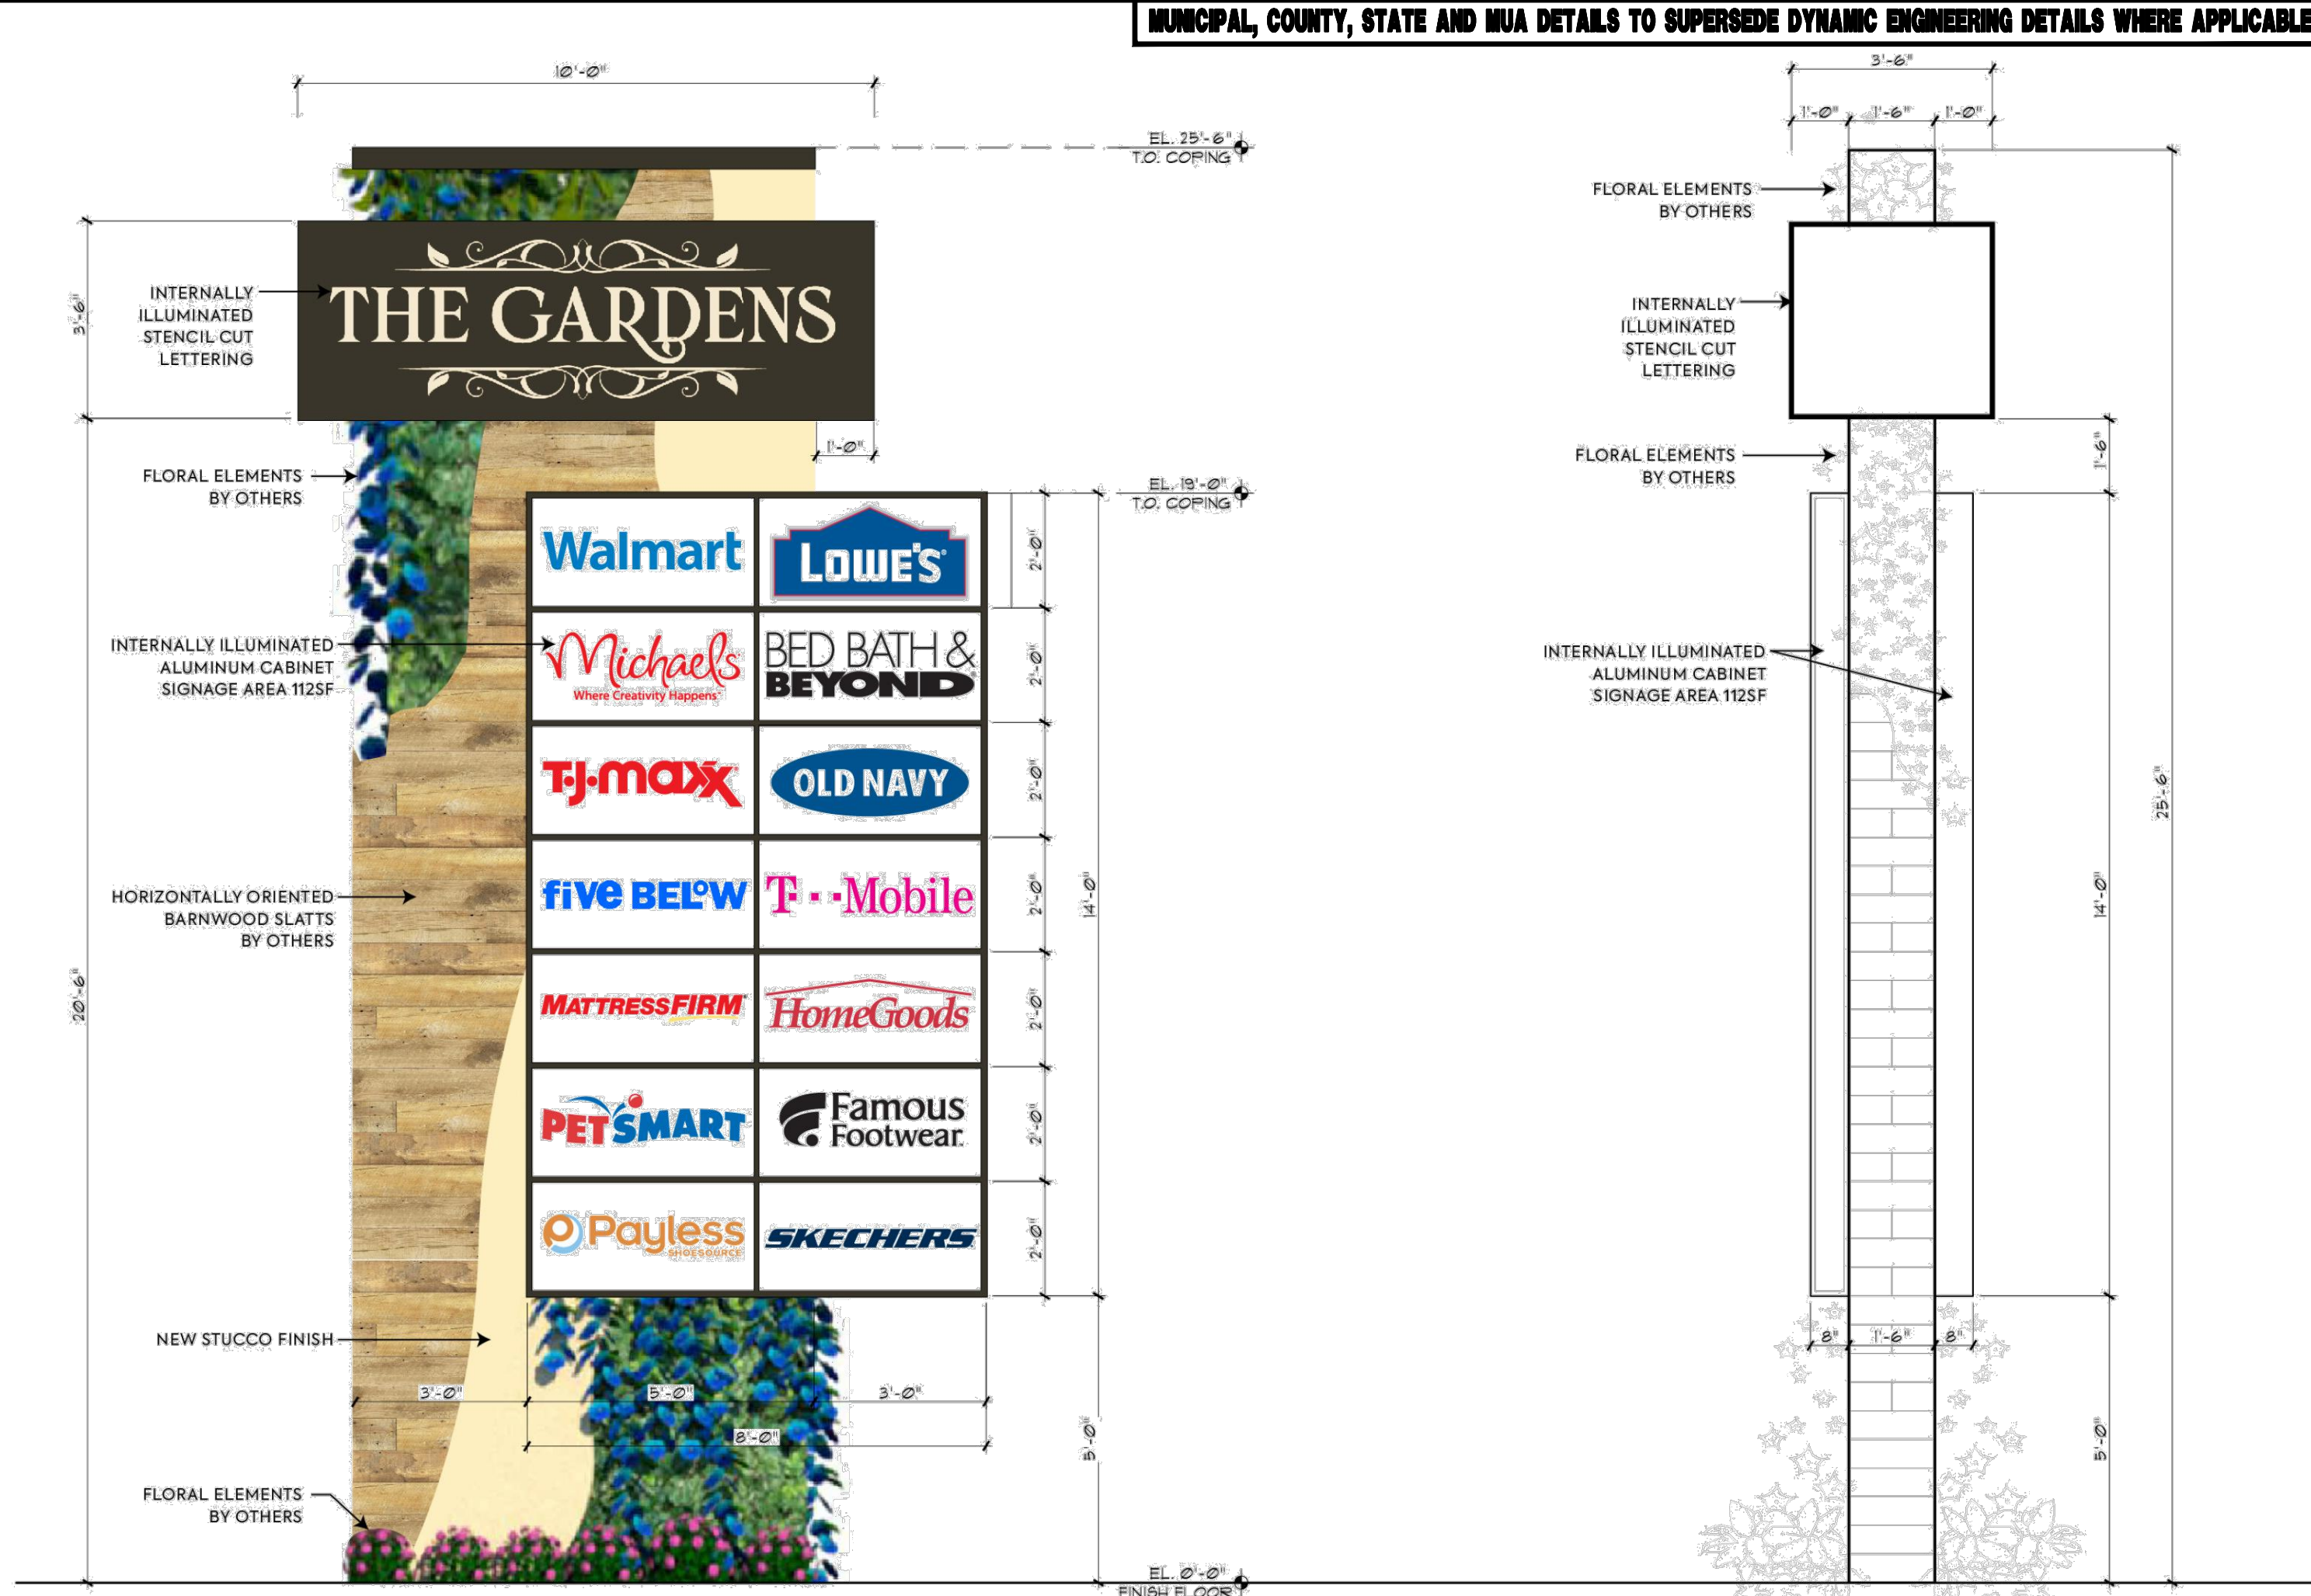 MUNICIPAL, COUNTY, STATE AND MUA DETAILS TO SUPERSEDE DYNAMIC ENGINEERING DETAILS WHERE APPLICABLE
10'-0"
EL. 25'-6"
T.O. COPING
3'-6"
INTERNALLY
ILLUMINATED
STENCIL CUT
LETTERING
THE GARDENS
1'-0"
FLORAL ELEMENTS
BY OTHERS
EL. 19'-0"
T.O. COPING
Walmart
LOWE'S
2'-0"
INTERNALLY ILLUMINATED
ALUMINUM CABINET
SIGNAGE AREA 112SF
Michaels
Where Creativity Happens
BED BATH &
BEYOND
2'-0"
T.J.maxx
OLD NAVY
2'-0"
HORIZONTALLY ORIENTED
BARNWOOD SLATTS
BY OTHERS
five BELOW
T··Mobile
2'-0"
14'-0"
20'-6"
MATTRESSFIRM
HomeGoods
2'-0"
PETSMART
Famous
Footwear
2'-0"
Payless
SHOESOURCE
SKECHERS
2'-0"
NEW STUCCO FINISH
3'-0"
5'-0"
3'-0"
8'-0"
5'-0"
FLORAL ELEMENTS
BY OTHERS
EL. 0'-0"
FINISH FLOOR
3'-6"
1'-0"
1'-6"
1'-0"
FLORAL ELEMENTS
BY OTHERS
INTERNALLY
ILLUMINATED
STENCIL CUT
LETTERING
FLORAL ELEMENTS
BY OTHERS
1'-6"
INTERNALLY ILLUMINATED
ALUMINUM CABINET
SIGNAGE AREA 112SF
25'-6"
14'-0"
8"
1'-6"
8"
5'-0"